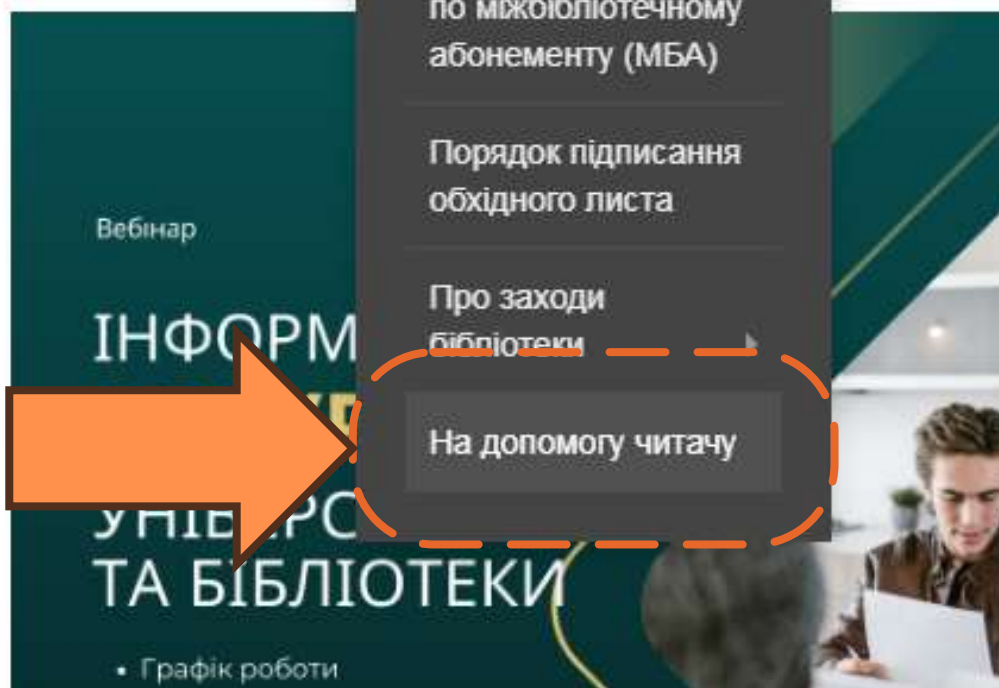 по міжбібліотечному
абонементу (МБА)
Порядок підписання
обхідного листа
Про заходи
бібліотеки
На допомогу читачу
Вебінар
ІНФОРМ
ТА БІБЛІОТЕКИ
• Графік роботи